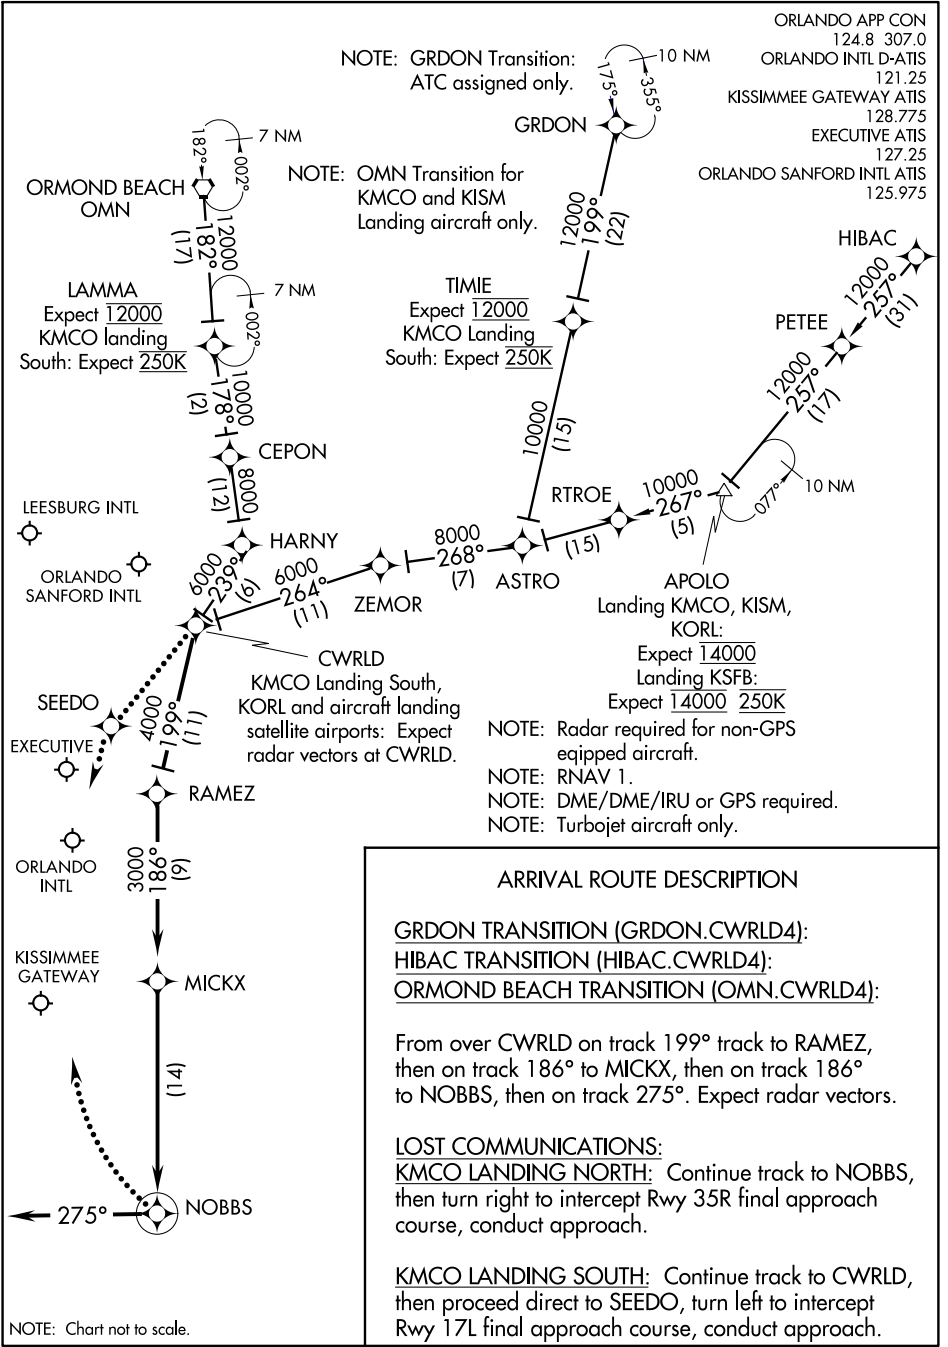 ORLANDO APP CON
124.8 307.0
ORLANDO INTL D-ATIS
121.25
KISSIMMEE GATEWAY ATIS
128.775
EXECUTIVE ATIS
127.25
ORLANDO SANFORD INTL ATIS
125.975
NOTE: GRDON Transition:
ATC assigned only.
10 NM
175°
355°
GRDON
7 NM
182°
002°
ORMOND BEACH
OMN
NOTE: OMN Transition for
KMCO and KISM
Landing aircraft only.
12000
199°
(22)
12000
182°
(17)
HIBAC
12000
257°
(31)
LAMMA
Expect 12000
KMCO landing
South: Expect 250K
7 NM
002°
TIMIE
Expect 12000
KMCO Landing
South: Expect 250K
PETEE
12000
257°
(17)
10000
178°
(2)
10000
(15)
CEPON
8000
(12)
077°
10 NM
RTROE
10000
267°
(5)
LEESBURG INTL
HARNY
ORLANDO
SANFORD INTL
6000
239°
(6)
6000
264°
(11)
ZEMOR
8000
268°
(7)
ASTRO
(15)
APOLO
Landing KMCO, KISM,
KORL:
Expect 14000
Landing KSFB:
Expect 14000 250K
CWRLD
KMCO Landing South,
KORL and aircraft landing
satellite airports: Expect
radar vectors at CWRLD.
SEEDO
EXECUTIVE
4000
199°
(11)
NOTE: Radar required for non-GPS
eqipped aircraft.
NOTE: RNAV 1.
NOTE: DME/DME/IRU or GPS required.
NOTE: Turbojet aircraft only.
RAMEZ
ORLANDO
INTL
3000
186°
(9)
KISSIMMEE
GATEWAY
MICKX
(14)
NOBBS
275°
NOTE: Chart not to scale.
ARRIVAL ROUTE DESCRIPTION
GRDON TRANSITION (GRDON.CWRLD4):
HIBAC TRANSITION (HIBAC.CWRLD4):
ORMOND BEACH TRANSITION (OMN.CWRLD4):
From over CWRLD on track 199° track to RAMEZ,
then on track 186° to MICKX, then on track 186°
to NOBBS, then on track 275°. Expect radar vectors.
LOST COMMUNICATIONS:
KMCO LANDING NORTH: Continue track to NOBBS,
then turn right to intercept Rwy 35R final approach
course, conduct approach.
KMCO LANDING SOUTH: Continue track to CWRLD,
then proceed direct to SEEDO, turn left to intercept
Rwy 17L final approach course, conduct approach.